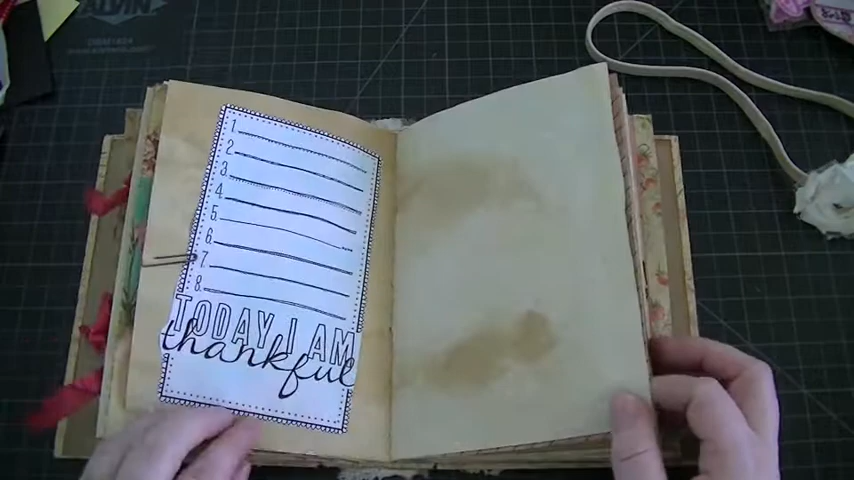 ALVIN
1.
2.
3.
4.
5.
6.
7.
8.
TODAY I AM
thankful